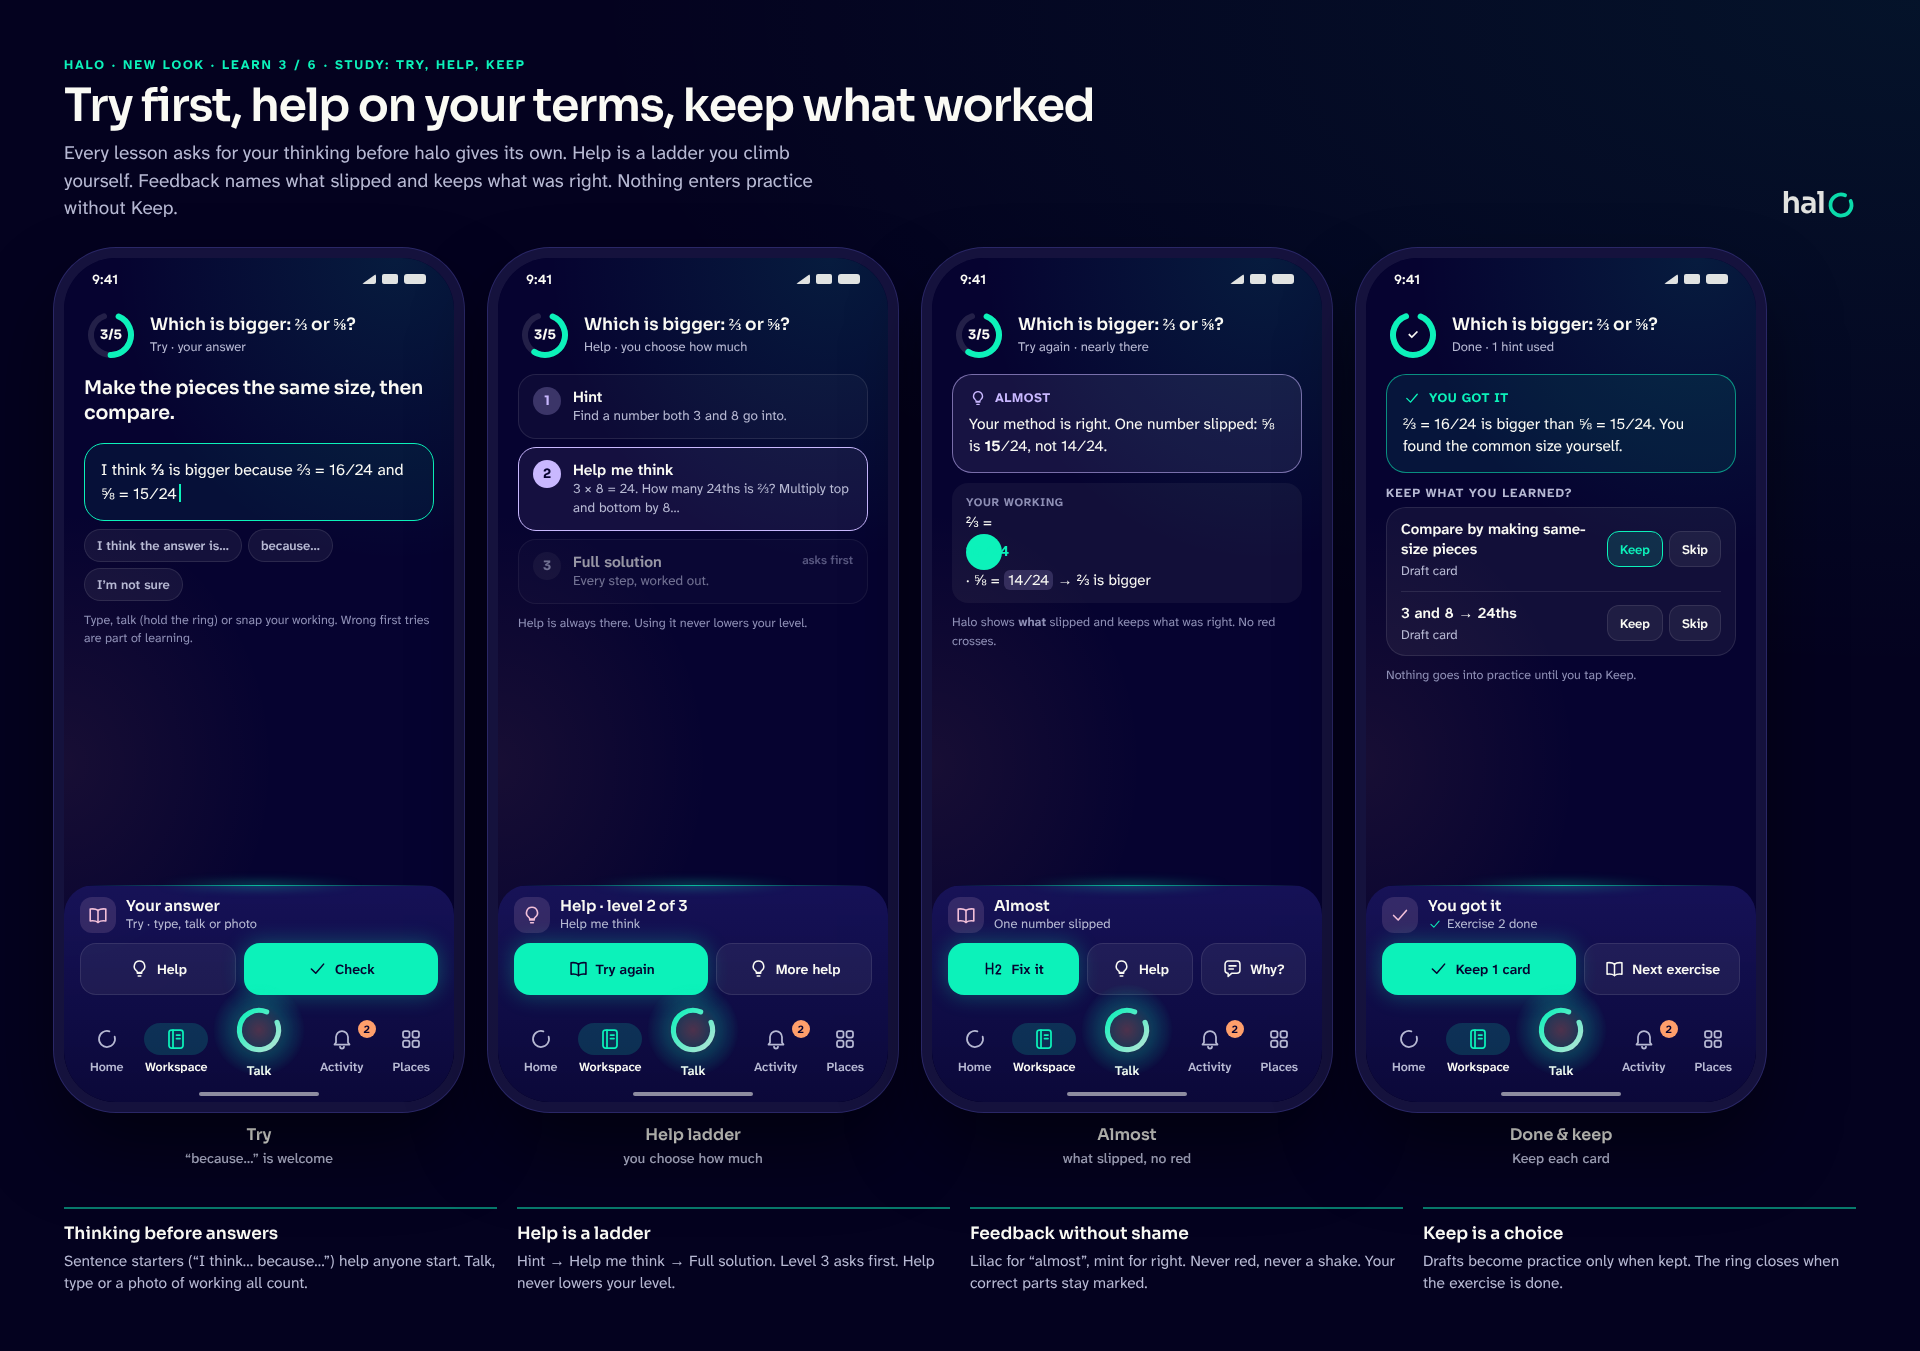 HALO · NEW LOOK · LEARN 3 / 6 · STUDY: TRY, HELP, KEEP
Try first, help on your terms, keep what worked
Every lesson asks for your thinking before halo gives its own. Help is a ladder you climb
yourself. Feedback names what slipped and keeps what was right. Nothing enters practice
without Keep.
halo
9:41
3/5
Which is bigger: ⅔ or ⅝?
Try · your answer
Make the pieces the same size, then
compare.
I think ⅔ is bigger because ⅔ = 16/24 and
⅝ = 15/24
I think the answer is…
because…
I'm not sure
Type, talk (hold the ring) or snap your working. Wrong first tries
are part of learning.
Your answer
Try · type, talk or photo
Help
Check
Home
Workspace
Talk
2
Activity
Places
Try
“because…” is welcome
9:41
3/5
Which is bigger: ⅔ or ⅝?
Help · you choose how much
1
Hint
Find a number both 3 and 8 go into.
2
Help me think
3 × 8 = 24. How many 24ths is ⅔? Multiply top
and bottom by 8…
3
Full solution
asks first
Every step, worked out.
Help is always there. Using it never lowers your level.
Help · level 2 of 3
Help me think
Try again
More help
Home
Workspace
Talk
2
Activity
Places
Help ladder
you choose how much
9:41
3/5
Which is bigger: ⅔ or ⅝?
Try again · nearly there
ALMOST
Your method is right. One number slipped: ⅝
is 15/24, not 14/24.
YOUR WORKING
⅔ =
4
· ⅝ = 14/24 → ⅔ is bigger
Halo shows what slipped and keeps what was right. No red
crosses.
Almost
One number slipped
H2 Fix it
Help
Why?
Home
Workspace
Talk
2
Activity
Places
Almost
what slipped, no red
9:41
Which is bigger: ⅔ or ⅝?
Done · 1 hint used
YOU GOT IT
⅔ = 16/24 is bigger than ⅝ = 15/24. You
found the common size yourself.
KEEP WHAT YOU LEARNED?
Compare by making same-
size pieces
Draft card
Keep
Skip
3 and 8 → 24ths
Draft card
Keep
Skip
Nothing goes into practice until you tap Keep.
You got it
Exercise 2 done
Keep 1 card
Next exercise
Home
Workspace
Talk
2
Activity
Places
Done & keep
Keep each card
Thinking before answers
Sentence starters (“I think… because…”) help anyone start. Talk,
type or a photo of working all count.
Help is a ladder
Hint → Help me think → Full solution. Level 3 asks first. Help
never lowers your level.
Feedback without shame
Lilac for “almost”, mint for right. Never red, never a shake. Your
correct parts stay marked.
Keep is a choice
Drafts become practice only when kept. The ring closes when
the exercise is done.